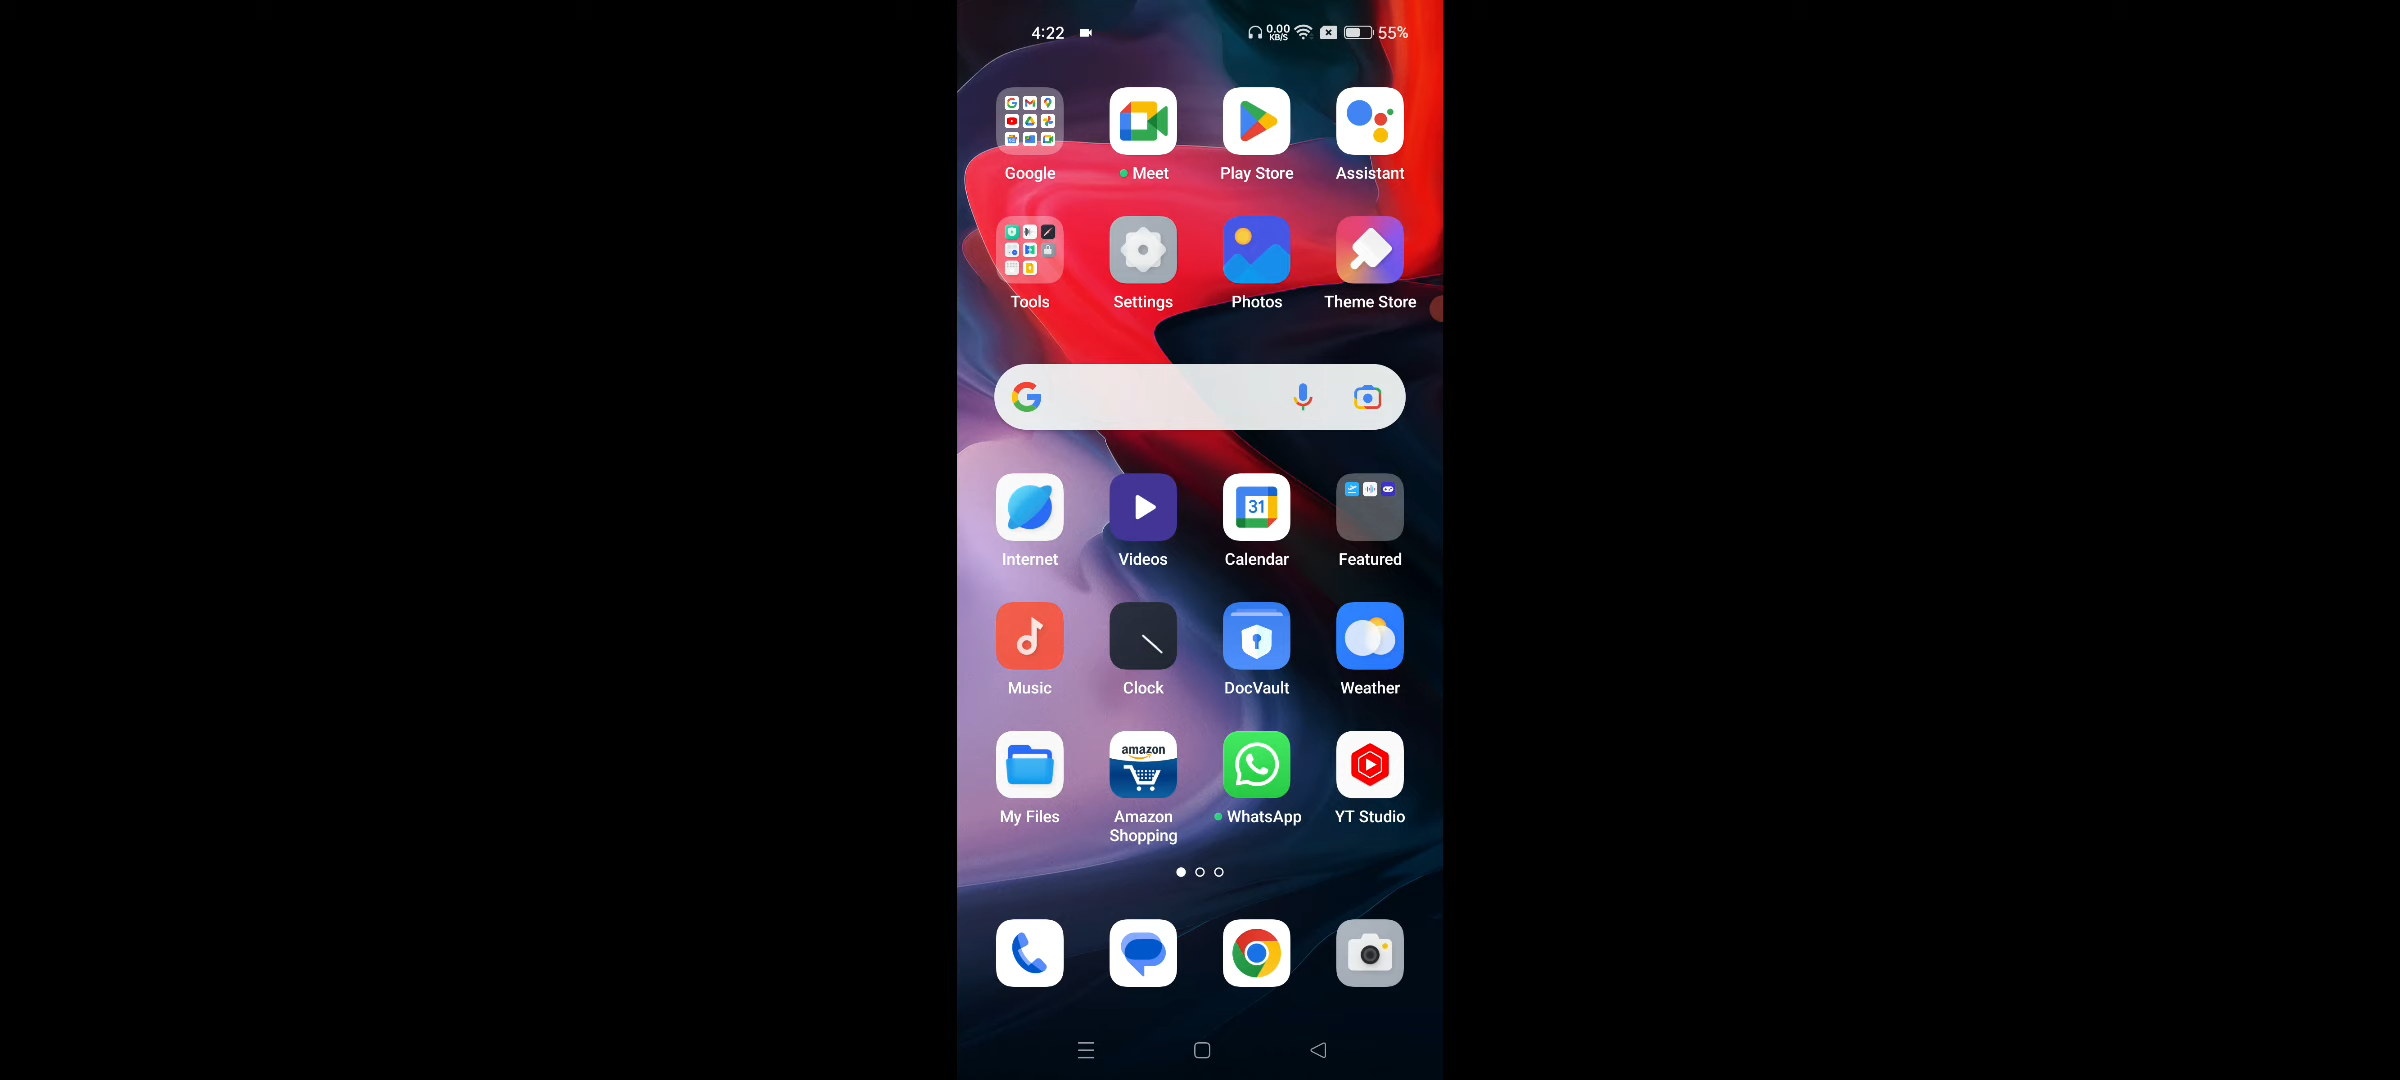 4:22 0.00 KB/S 55%
Google Meet Play Store Assistant
Tools Settings Photos Theme Store
31
Internet Videos Calendar Featured
Music Clock DocVault Weather
amazon
My Files Amazon Shopping WhatsApp YT Studio